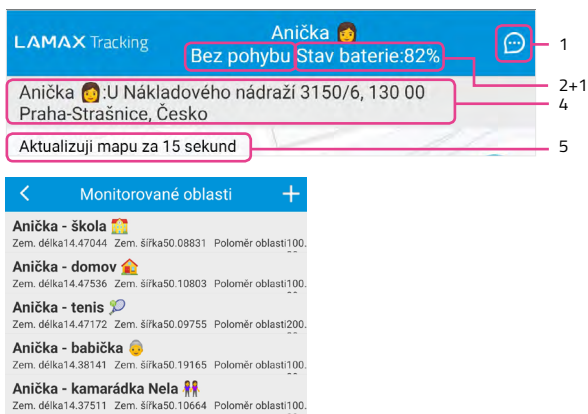 LAMAX Tracking
Anička 👩
Bez pohybu Stav baterie:82%
1
2+1
Anička 👩:U Nákladového nádraží 3150/6, 130 00
Praha-Strašnice, Česko
4
Aktualizuji mapu za 15 sekund
5
Monitorované oblasti
Anička - škola 🏫
Zem. délka14.47044 Zem. šířka50.08831 Poloměr oblasti100.
Anička - domov 🏠
Zem. délka14.47536 Zem. šířka50.10803 Poloměr oblasti100.
Anička - tenis 🎾
Zem. délka14.47172 Zem. šířka50.09755 Poloměr oblasti200.
Anička - babička 👵
Zem. délka14.38141 Zem. šířka50.19165 Poloměr oblasti100.
Anička - kamarádka Nela 👭
Zem. délka14.37511 Zem. šířka50.10664 Poloměr oblasti100.